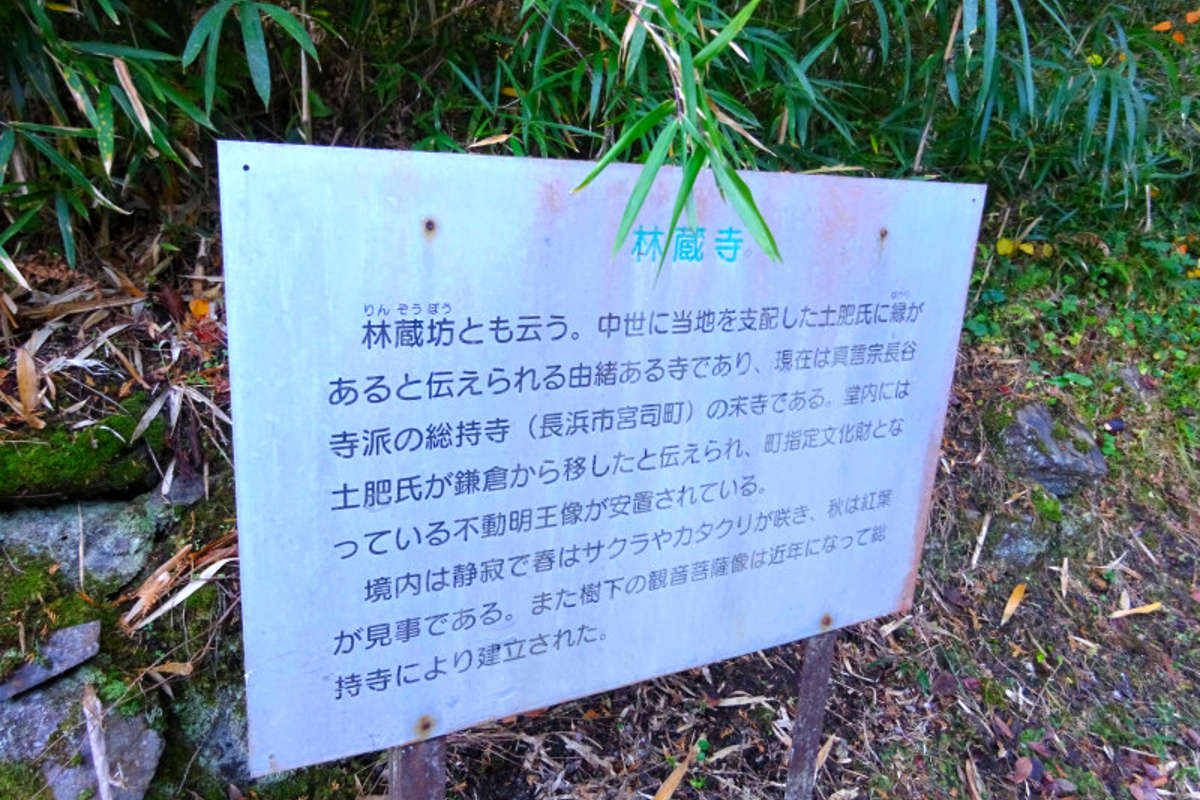 林蔵寺
りん ぞう ぼう ゆかり
林蔵坊とも云う。中世に当地を支配した土肥氏に縁が
あると伝えられる由緒ある寺であり、現在は真言宗長谷
寺派の総持寺（長浜市宮司町）の末寺である。堂内には
土肥氏が鎌倉から移したと伝えられ、町指定文化財とな
っている不動明王像が安置されている。
境内は静寂で春はサクラやカタクリが咲き、秋は紅葉
が見事である。また樹下の観音菩薩像は近年になって総
持寺により建立された。